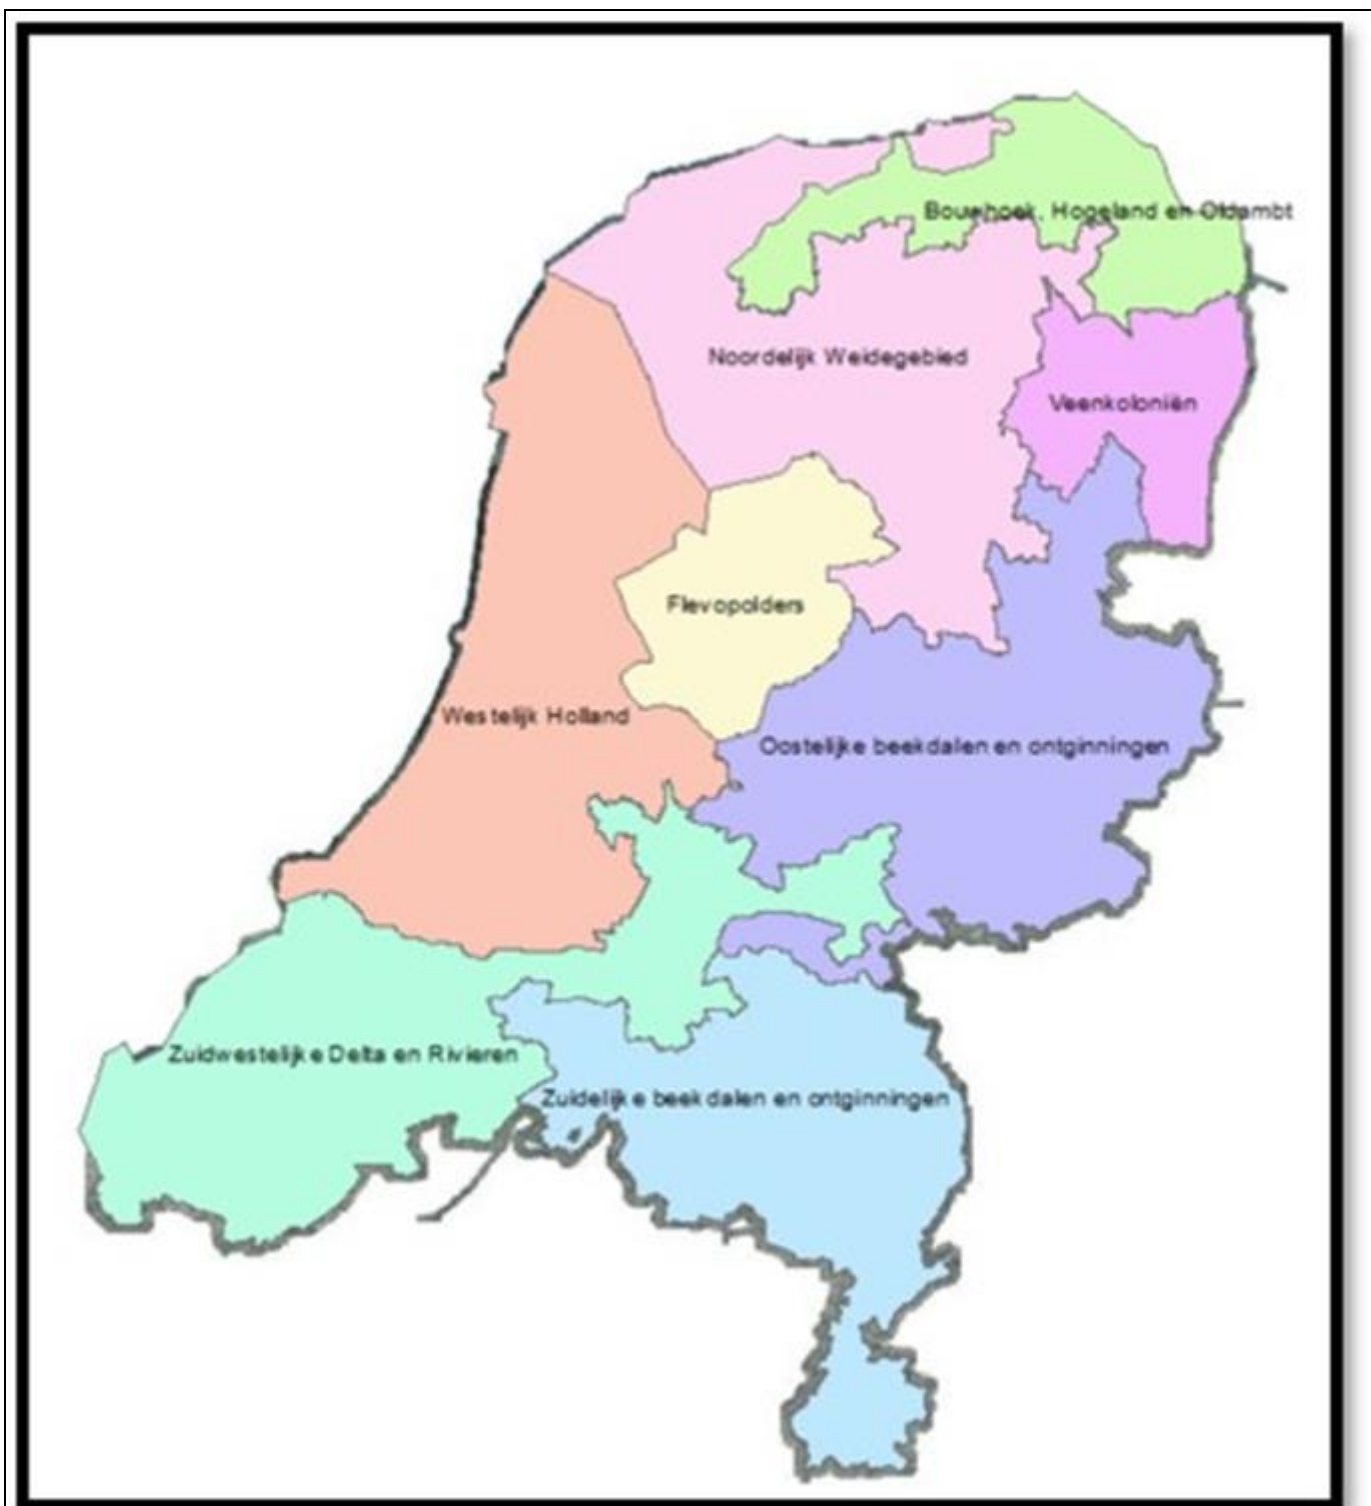 Bouwhoek, Hogeland en Oldambt
Noordelijk Weidegebied
Veenkoloniën
Flevopolders
Westelijk Holland
Oostelijke beekdalen en ontginningen
Zuidwestelijke Delta en Rivieren
Zuidelijke beekdalen en ontginningen